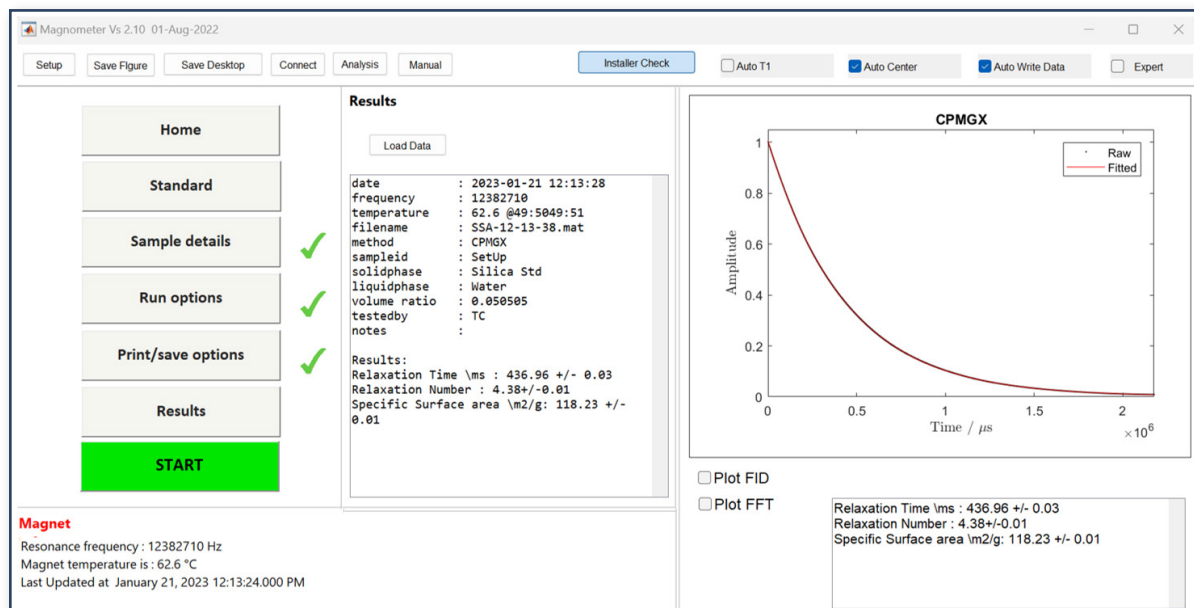 Magnometer Vs 2.10 01-Aug-2022
Setup Save FIgure Save Desktop Connect Analysis Manual Installer Check Auto T1 Auto Center Auto Write Data Expert
Home
Standard
Sample details
Run options
Print/save options
Results
START
Results
Load Data
date : 2023-01-21 12:13:28
frequency : 12382710
temperature : 62.6 @49:5049:51
filename : SSA-12-13-38.mat
method : CPMGX
sampleid : SetUp
solidphase : Silica Std
liquidphase : Water
volume ratio : 0.050505
testedby : TC
notes :
Results:
Relaxation Time \ms : 436.96 +/- 0.03
Relaxation Number : 4.38+/-0.01
Specific Surface area \m2/g: 118.23 +/-
0.01
CPMGX
Raw
Fitted
Amplitude
1
0.8
0.6
0.4
0.2
0
0 0.5 1 1.5 2
Time / μs
×10⁶
Plot FID
Plot FFT
Relaxation Time \ms : 436.96 +/- 0.03
Relaxation Number : 4.38+/-0.01
Specific Surface area \m2/g: 118.23 +/- 0.01
Magnet
Resonance frequency : 12382710 Hz
Magnet temperature is : 62.6 °C
Last Updated at January 21, 2023 12:13:24.000 PM